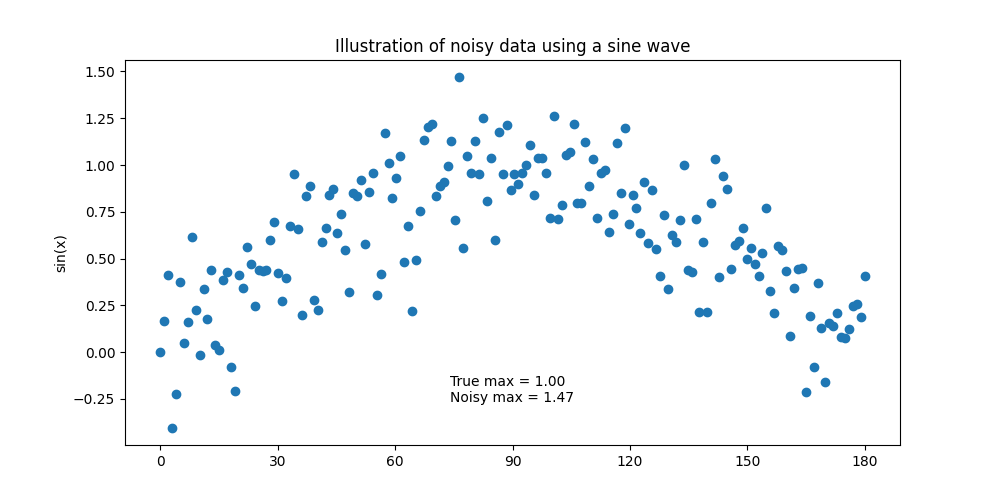 Illustration of noisy data using a sine wave
1.50
1.25
1.00
0.75
0.50
0.25
0.00
−0.25
sin(x)
True max = 1.00
Noisy max = 1.47
0 30 60 90 120 150 180